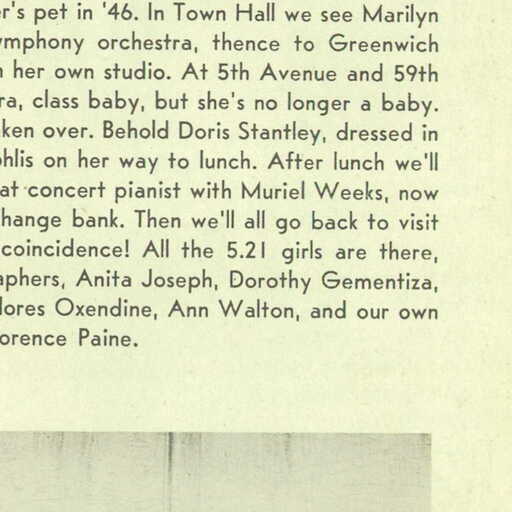 er's pet in '46. In Town Hall we see Marilyn
ymphony orchestra, thence to Greenwich
her own studio. At 5th Avenue and 59th
ra, class baby, but she's no longer a baby.
ken over. Behold Doris Stantley, dressed in
hlis on her way to lunch. After lunch we'll
at concert pianist with Muriel Weeks, now
hange bank. Then we'll all go back to visit
coincidence! All the 5.21 girls are there,
aphers, Anita Joseph, Dorothy Gementiza,
lores Oxendine, Ann Walton, and our own
orence Paine.